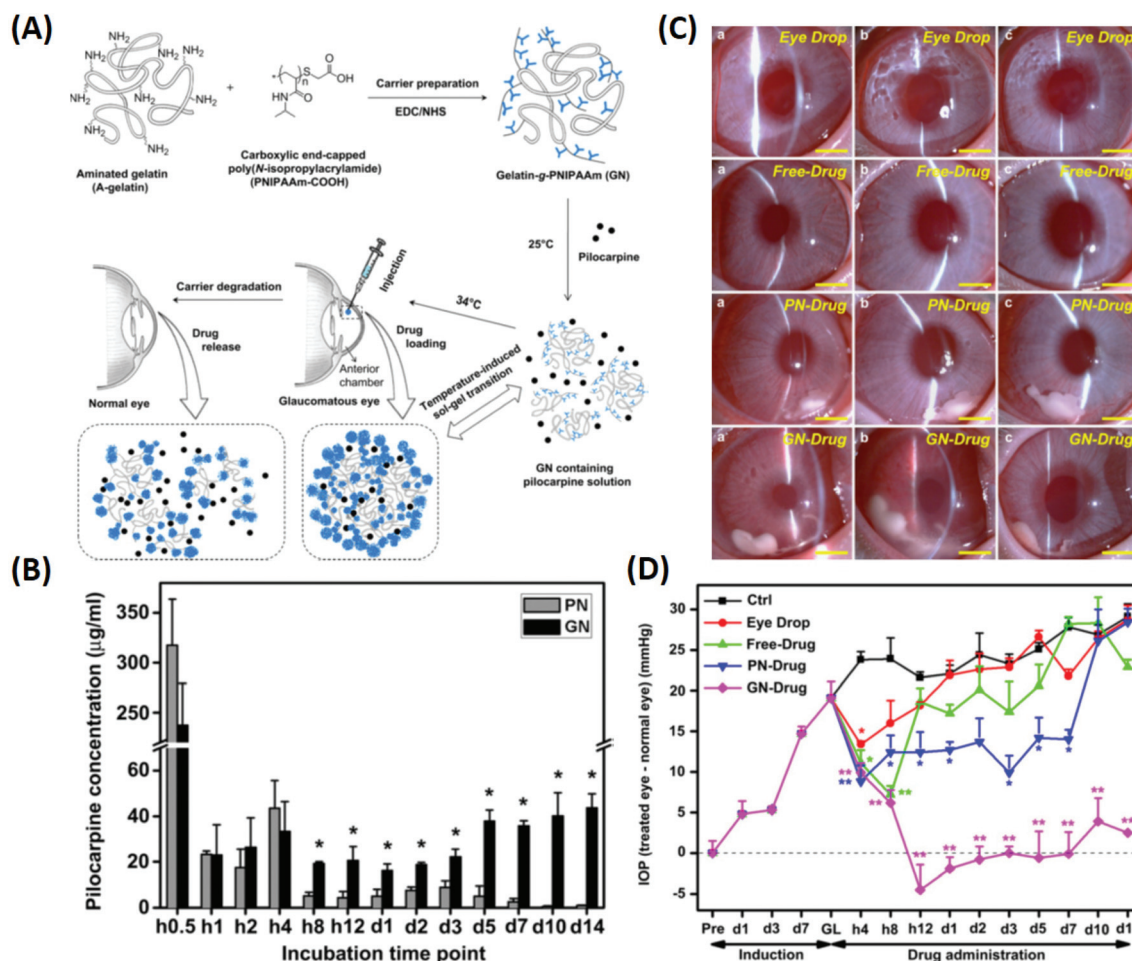 (A)
NH2
NH2
NH2
NH2
NH2
NH2
NH2
NH2
NH2
Aminated gelatin
(A-gelatin)
+
*
n
S
OH
O
HN
O
Carboxylic end-capped
poly(N-isopropylacrylamide)
(PNIPAAm-COOH)
Carrier preparation
EDC/NHS
Gelatin-g-PNIPAAm (GN)
25°C
Pilocarpine
Injection
Carrier degradation
34°C
Drug
release
Drug
loading
Anterior
chamber
Normal eye
Glaucomatous eye
Temperature-induced
sol-gel transition
GN containing
pilocarpine solution
(B)
Pilocarpine concentration (µg/ml)
350
300
250
60
40
20
0
PN
GN
* * * * * * * * *
h0.5 h1 h2 h4 h8 h12 d1 d2 d3 d5 d7 d10 d14
Incubation time point
(C)
a Eye Drop b Eye Drop c Eye Drop
a Free-Drug b Free-Drug c Free-Drug
a PN-Drug b PN-Drug c PN-Drug
a GN-Drug b GN-Drug c GN-Drug
(D)
IOP (treated eye - normal eye) (mmHg)
30
25
20
15
10
5
0
-5
Ctrl
Eye Drop
Free-Drug
PN-Drug
GN-Drug
Pre d1 d3 d7 GL h4 h8 h12 d1 d2 d3 d5 d7 d10 d1
Induction Drug administration